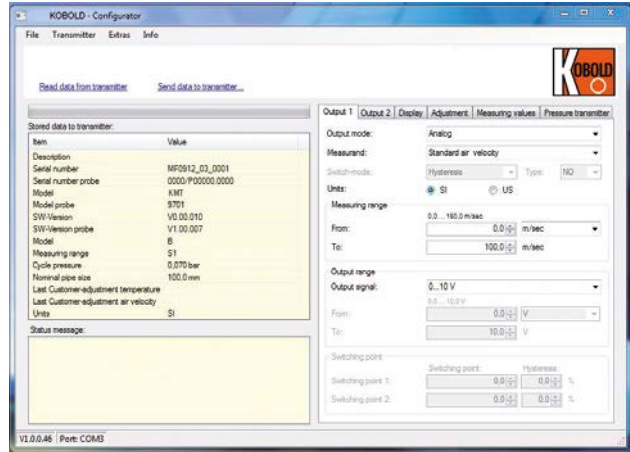 KOBOLD - Configurator
File Transmitter Extras Info
KOBOLD
Read data from transmitter Send data to transmitter...
Stored data to transmitter:
Item Value
Description
Serial number MF0912_03_0001
Serial number probe 0000/P00000.0000
Model KMT
Model probe 9701
SW-Version V0.00.010
SW-Version probe V1.00.007
Model B
Measuring range S1
Cycle pressure 0,070 bar
Nominal pipe size 100,0 mm
Last Customer-adjustment temperature
Last Customer-adjustment air velocity
Units SI
Status message:
Output 1 Output 2 Display Adjustment Measuring values Pressure transmitter
Output mode: Analog
Measurand: Standard air velocity
Switch-mode: Hysteresis Type: NO
Units: SI US
Measuring range
0,0 ... 160,0 m/sec
From: 0,0 m/sec
To: 100,0 m/sec
Output range
Output signal: 0...10 V
0,0 ... 10,0 V
From: 0,0 V
To: 10,0 V
Switching point
Switching point: Hysterese:
Switching point 1: 0,0 0,0 %
Switching point 2: 0,0 0,0 %
V1.0.0.46 Port: COM3